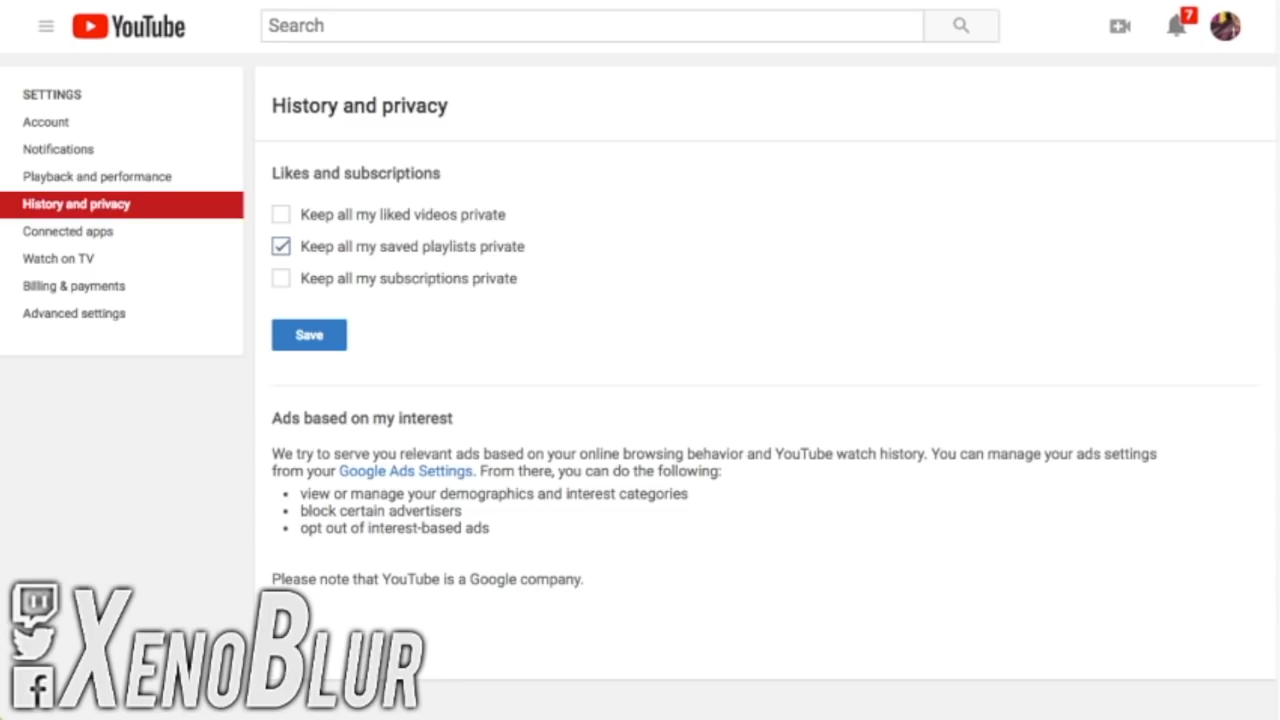 YouTube
Search
7
SETTINGS
Account
Notifications
Playback and performance
History and privacy
Connected apps
Watch on TV
Billing & payments
Advanced settings
History and privacy
Likes and subscriptions
Keep all my liked videos private
Keep all my saved playlists private
Keep all my subscriptions private
Save
Ads based on my interest
We try to serve you relevant ads based on your online browsing behavior and YouTube watch history. You can manage your ads settings
from your Google Ads Settings. From there, you can do the following:
• view or manage your demographics and interest categories
• block certain advertisers
• opt out of interest-based ads
Please note that YouTube is a Google company.
XENOBLUR